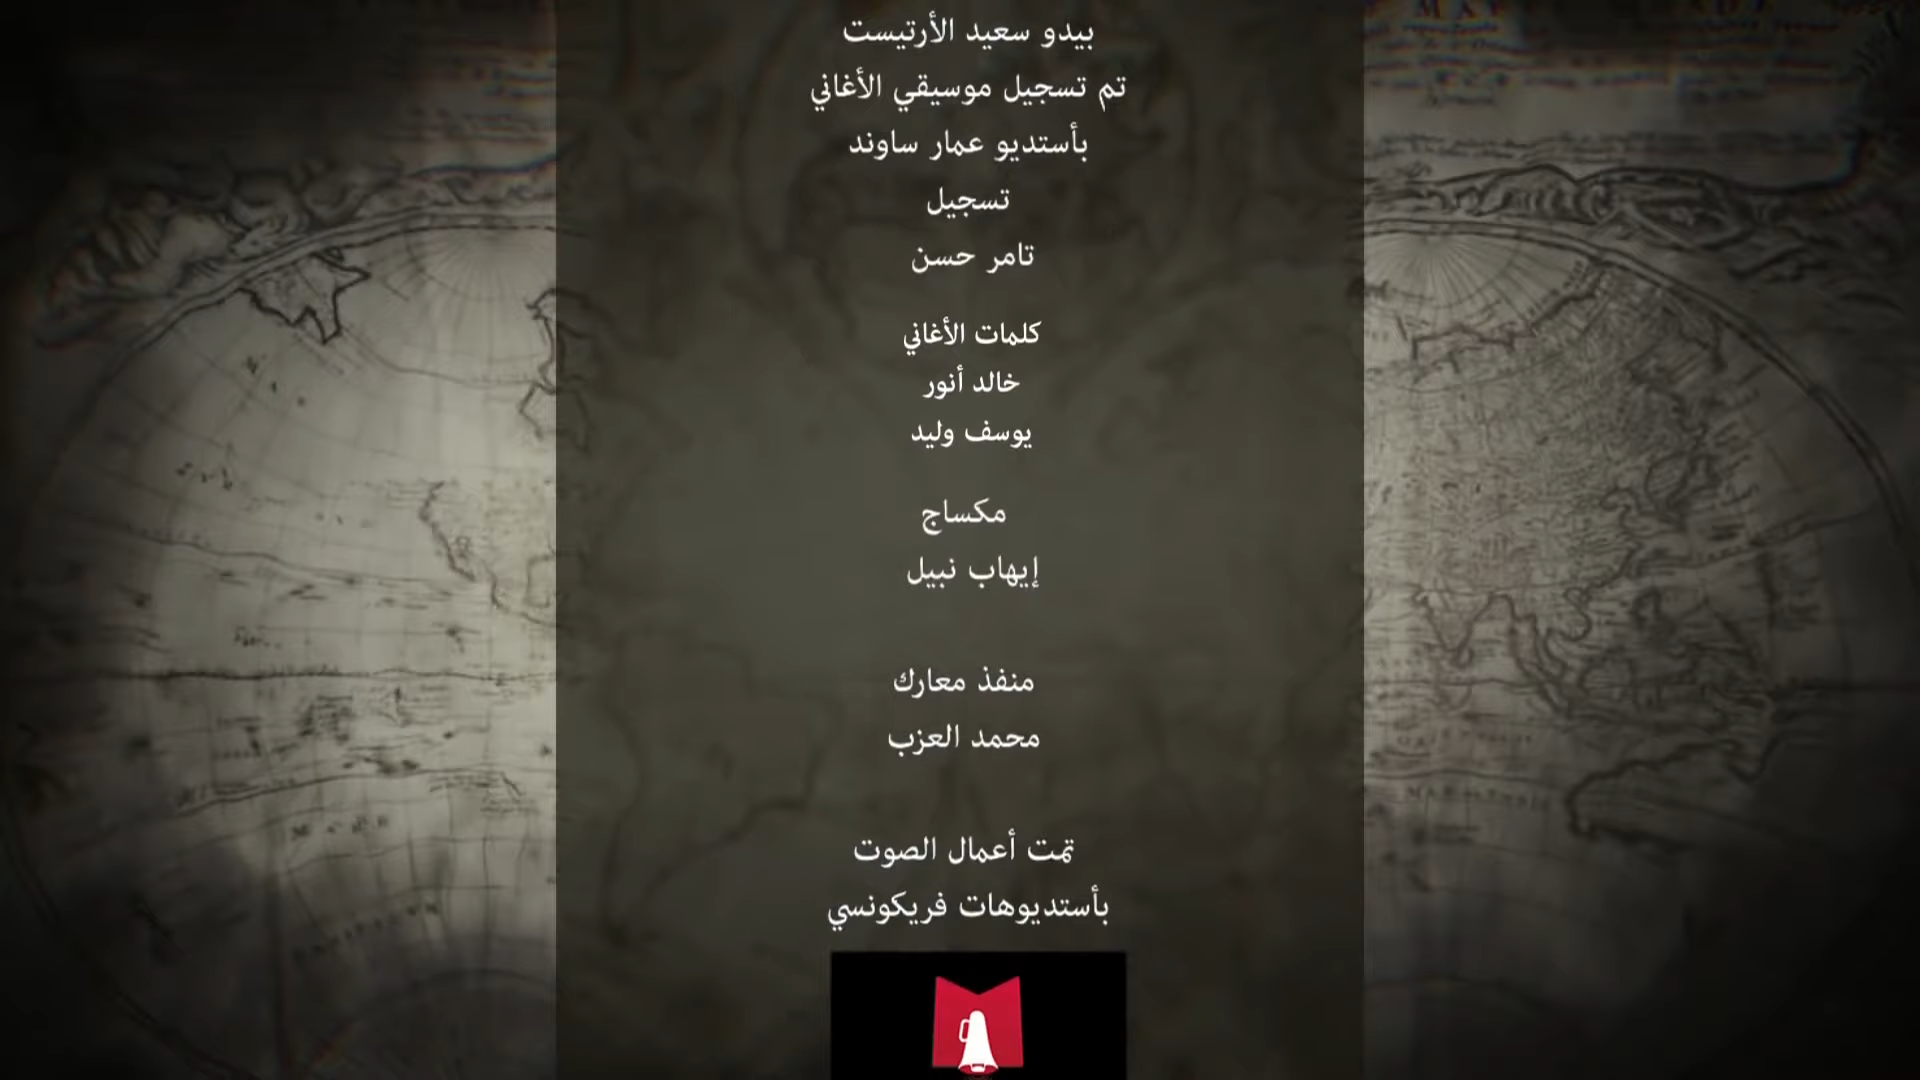 بيدو سعيد الأرتيست
تم تسجيل موسيقي الأغاني
بأستديو عمار ساوند
تسجيل
تامر حسن
كلمات الأغاني
خالد أنور
يوسف وليد
مكساج
إيهاب نبيل
منفذ معارك
محمد العزب
تمت أعمال الصوت
بأستديوهات فريكونسي